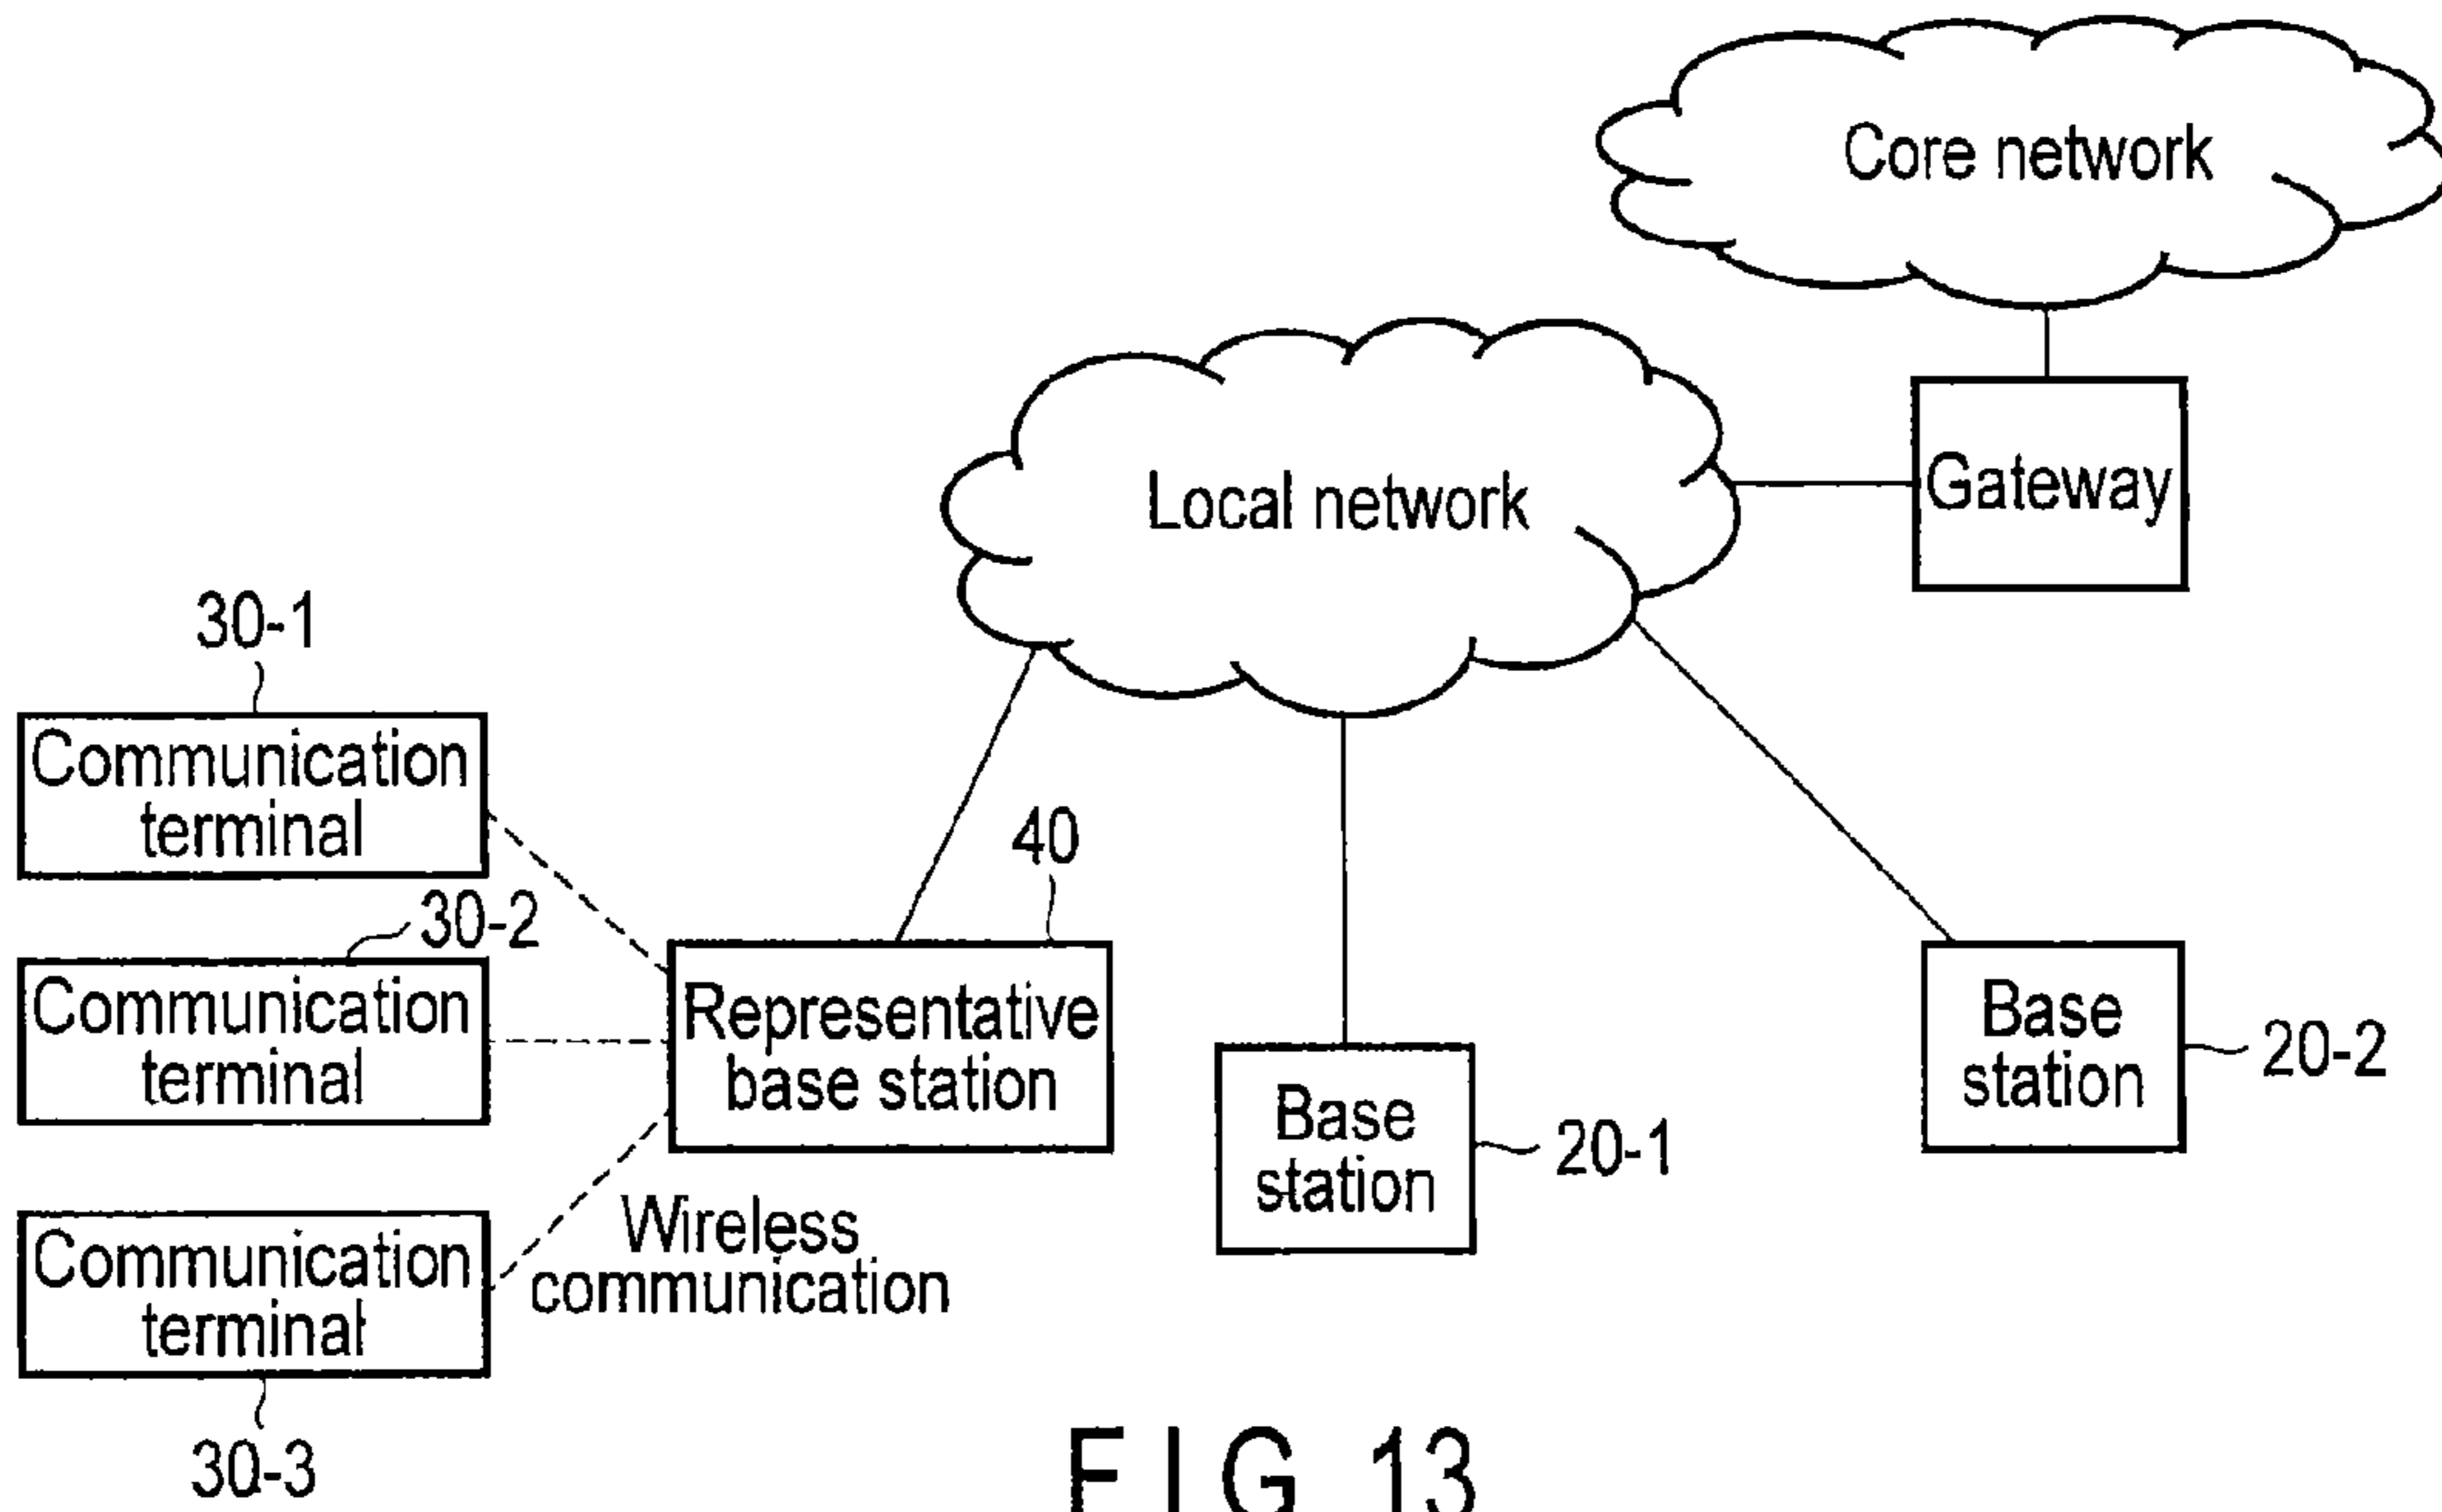 Core network
Local network
Gateway
30-1
Communication
terminal
40
30-2
Communication
terminal
Representative
base station
Base
station
20-2
Base
station
20-1
Wireless
communication
Communication
terminal
30-3
FIG 13